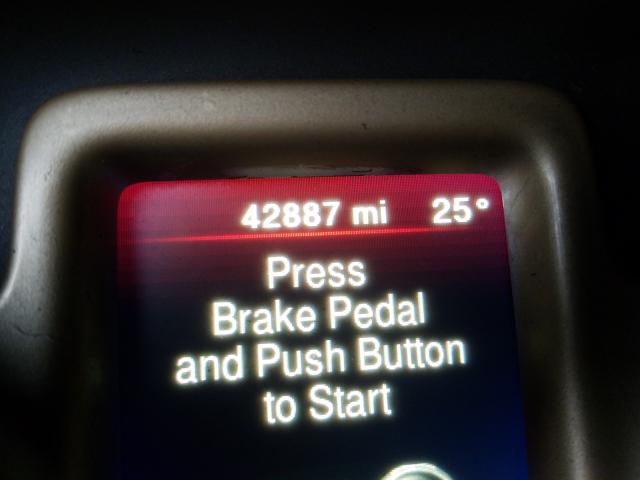 42887 mi 25°
Press
Brake Pedal
and Push Button
to Start